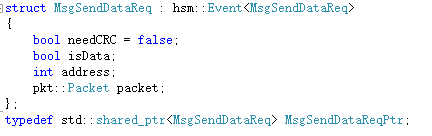 struct MsgSendDataReq : hsm::Event<MsgSendDataReq>
{
    bool needCRC = false;
    bool isData;
    int address;
    pkt::Packet packet;
};
typedef std::shared_ptr<MsgSendDataReq> MsgSendDataReqPtr;